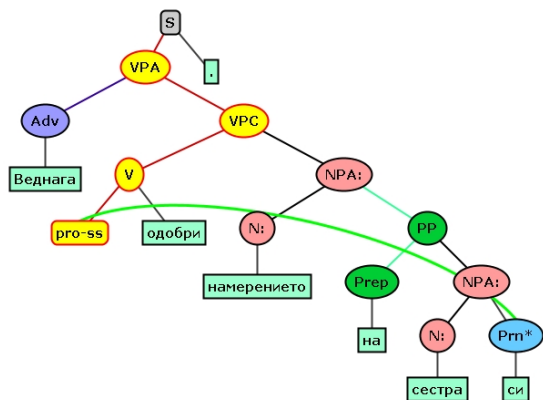 S
VPA
.
Adv
VPC
Веднага
V
NPA:
pro-ss
одобри
N:
PP
намерението
Prep
NPA:
на
N:
Prn*
сестра
си